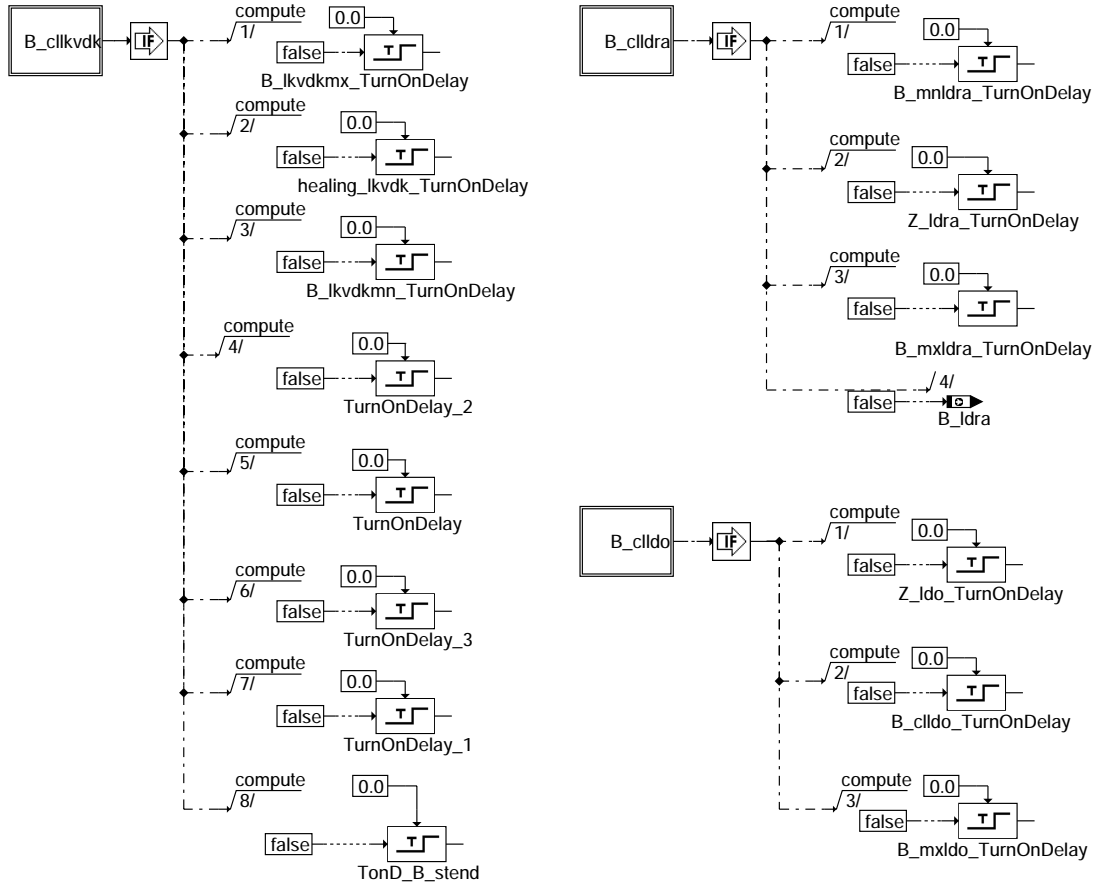 B_cllkvdk
IF
compute
1/
0.0
false
B_lkvdkmx_TurnOnDelay
compute
2/
0.0
false
healing_lkvdk_TurnOnDelay
compute
3/
0.0
false
B_lkvdkmn_TurnOnDelay
compute
4/
0.0
false
TurnOnDelay_2
compute
5/
0.0
false
TurnOnDelay
compute
6/
0.0
false
TurnOnDelay_3
compute
7/
0.0
false
TurnOnDelay_1
compute
8/
0.0
false
TonD_B_stend
B_clldra
IF
compute
1/
0.0
false
B_mnldra_TurnOnDelay
compute
2/
0.0
false
Z_ldra_TurnOnDelay
compute
3/
0.0
false
B_mxldra_TurnOnDelay
4/
false
B_ldra
B_clldo
IF
compute
1/
0.0
false
Z_ldo_TurnOnDelay
compute
2/
0.0
false
B_clldo_TurnOnDelay
compute
3/
0.0
false
B_mxldo_TurnOnDelay
T
T
T
T
T
T
T
T
T
T
T
T
T
T